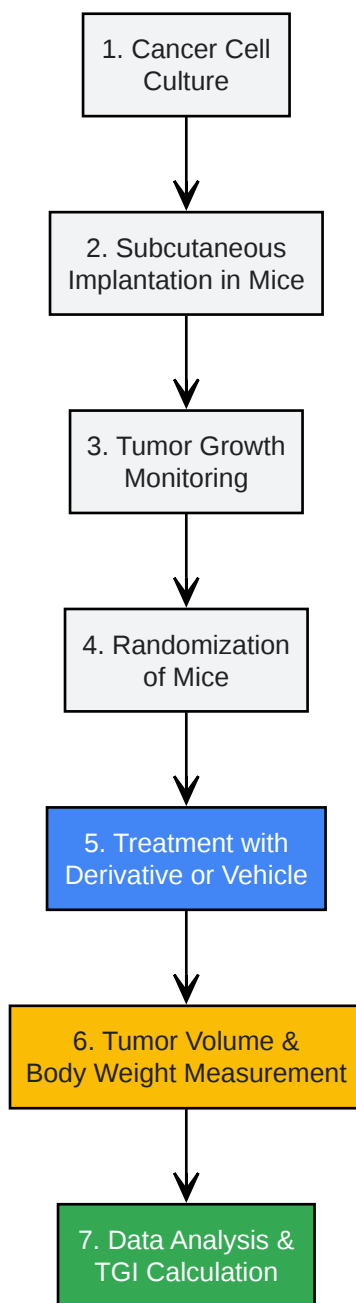 1. Cancer Cell
Culture
2. Subcutaneous
Implantation in Mice
3. Tumor Growth
Monitoring
4. Randomization
of Mice
5. Treatment with
Derivative or Vehicle
6. Tumor Volume &
Body Weight Measurement
7. Data Analysis &
TGI Calculation